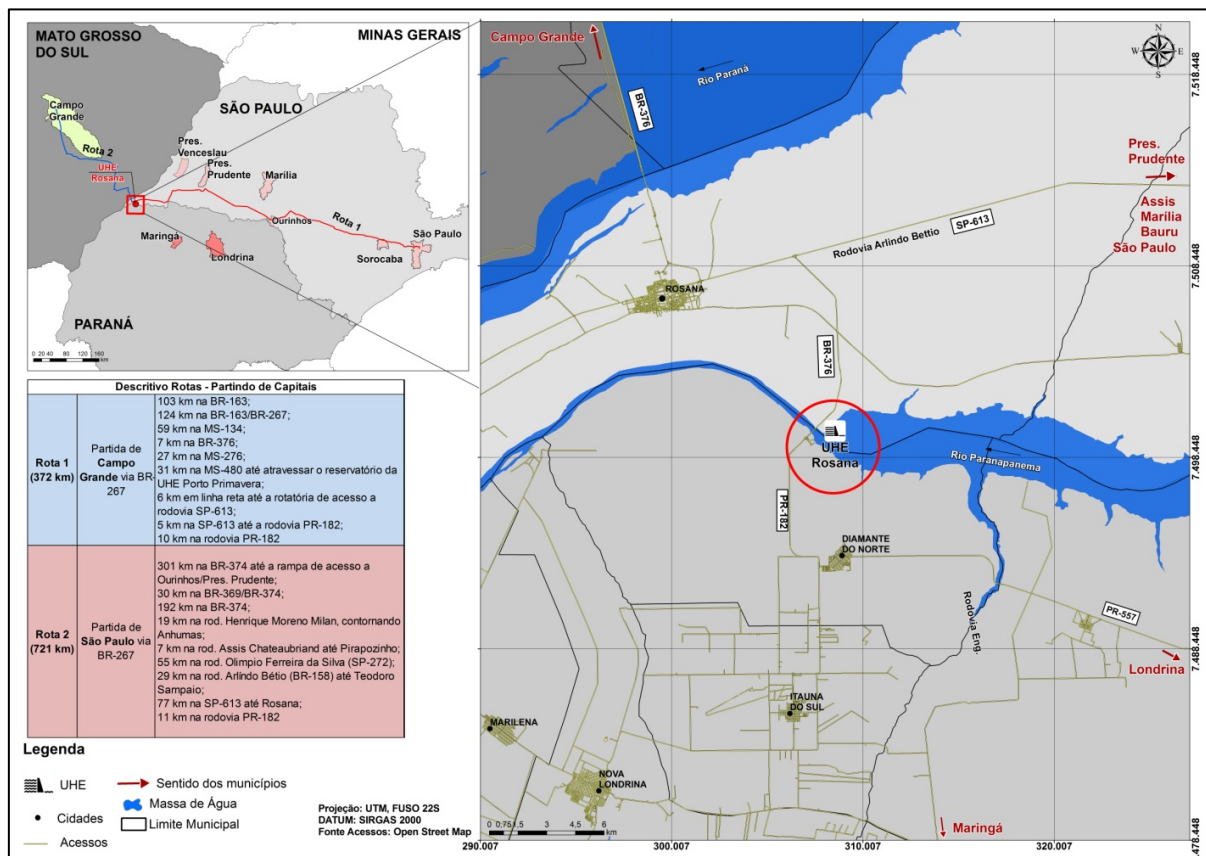 MATO GROSSO
DO SUL
MINAS GERAIS
SÃO PAULO
Campo
Grande
Rota 2
UHE
Rosana
Pres.
Venceslau
Pres.
Prudente
Marília
Ourinhos
Rota 1
São Paulo
Sorocaba
Maringá
Londrina
PARANÁ
0 20 40 80 120 160
km
Descritivo Rotas - Partindo de Capitais
Rota 1
(372 km)
Partida de
Campo
Grande via BR-
267
103 km na BR-163;
124 km na BR-163/BR-267;
59 km na MS-134;
7 km na BR-376;
27 km na MS-276;
31 km na MS-480 até atravessar o reservatório da
UHE Porto Primavera;
6 km em linha reta até a rotatória de acesso a
rodovia SP-613;
5 km na SP-613 até a rodovia PR-182;
10 km na rodovia PR-182
Rota 2
(721 km)
Partida de
São Paulo via
BR-267
301 km na BR-374 até a rampa de acesso a
Ourinhos/Pres. Prudente;
30 km na BR-369/BR-374;
192 km na BR-374;
19 km na rod. Henrique Moreno Milan, contornando
Anhumas;
7 km na rod. Assis Chateaubriand até Pirapozinho;
55 km na rod. Olimpio Ferreira da Silva (SP-272);
29 km na rod. Arlíndo Bétio (BR-158) até Teodoro
Sampaio;
77 km na SP-613 até Rosana;
11 km na rodovia PR-182
Legenda
UHE
Cidades
Acessos
Sentido dos municípios
Massa de Água
Limite Municipal
Projeção: UTM, FUSO 22S
DATUM: SIRGAS 2000
Fonte Acessos: Open Street Map
Campo Grande
BR-376
Rio Paraná
N
W E
S
7.518.448
Pres.
Prudente
Assis
Marília
Bauru
São Paulo
SP-613
Rodovia Arlindo Bettio
7.508.448
ROSANA
BR-376
UHE
Rosana
Rio Paranapanema
7.498.448
PR-182
DIAMANTE
DO NORTE
Rodovia Eng.
PR-557
7.488.448
Londrina
ITAUNA
DO SUL
MARILENA
NOVA
LONDRINA
Maringá
0 0,751,5 3 4,5 6
km
7.478.448
290.007 300.007 310.007 320.007